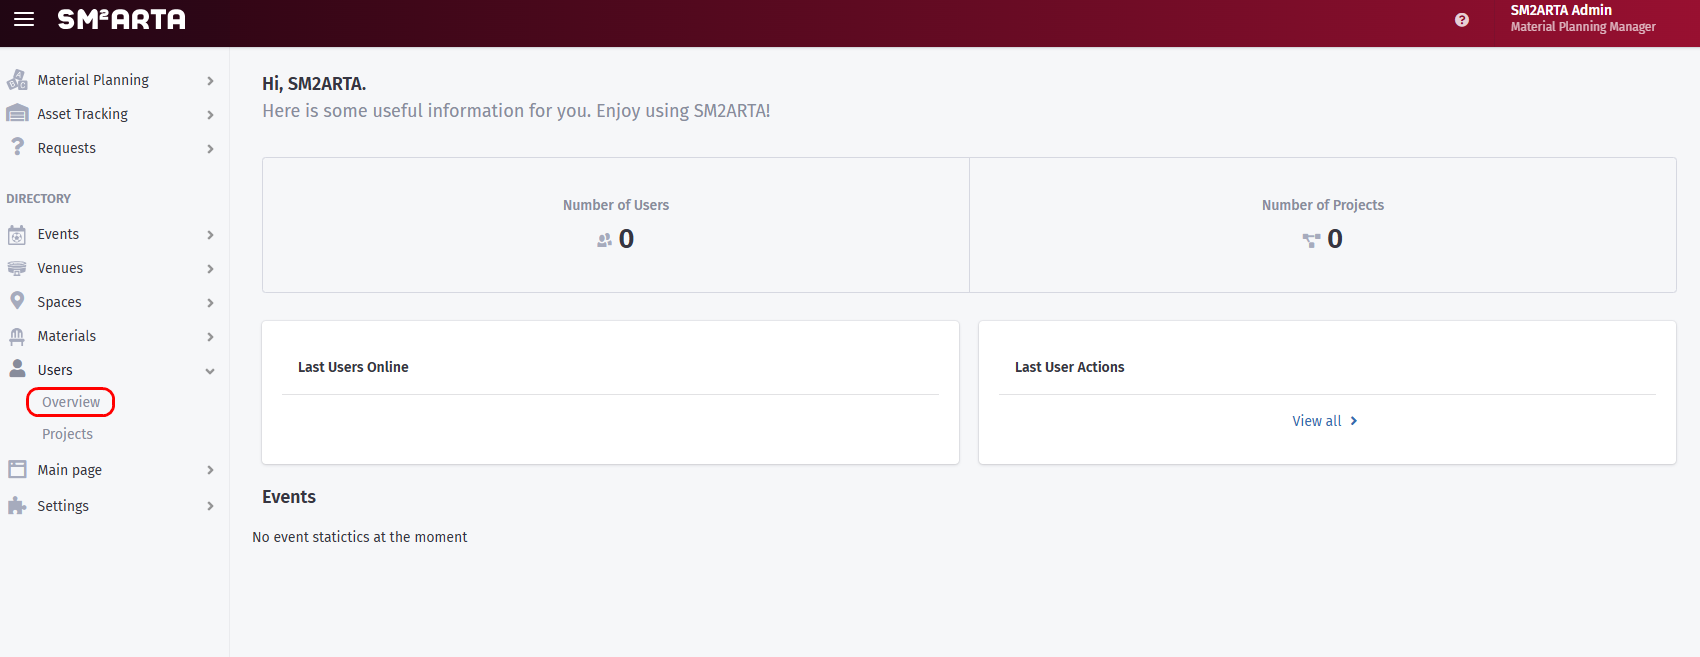 SM²ARTA
SM2ARTA Admin
Material Planning Manager
Material Planning
Asset Tracking
Requests
DIRECTORY
Events
Venues
Spaces
Materials
Users
Overview
Projects
Main page
Settings
Hi, SM2ARTA.
Here is some useful information for you. Enjoy using SM2ARTA!
Number of Users
0
Number of Projects
0
Last Users Online
Last User Actions
View all
Events
No event statictics at the moment